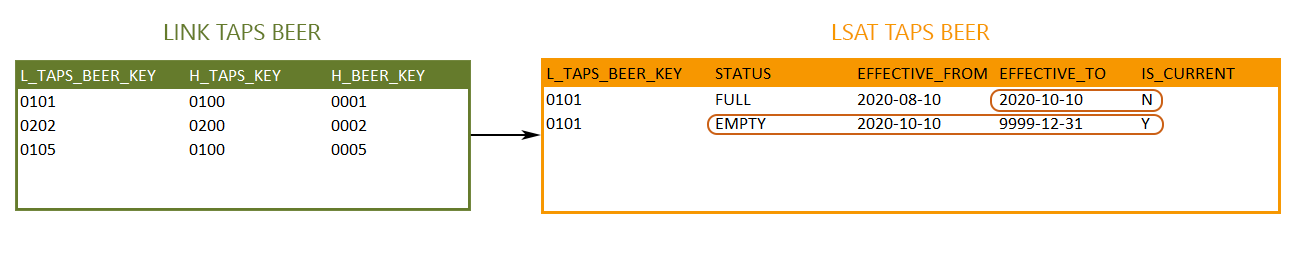 LINK TAPS BEER
L_TAPS_BEER_KEY H_TAPS_KEY H_BEER_KEY
0101 0100 0001
0202 0200 0002
0105 0100 0005
LSAT TAPS BEER
L_TAPS_BEER_KEY STATUS EFFECTIVE_FROM EFFECTIVE_TO IS_CURRENT
0101 FULL 2020-08-10 2020-10-10 N
0101 EMPTY 2020-10-10 9999-12-31 Y